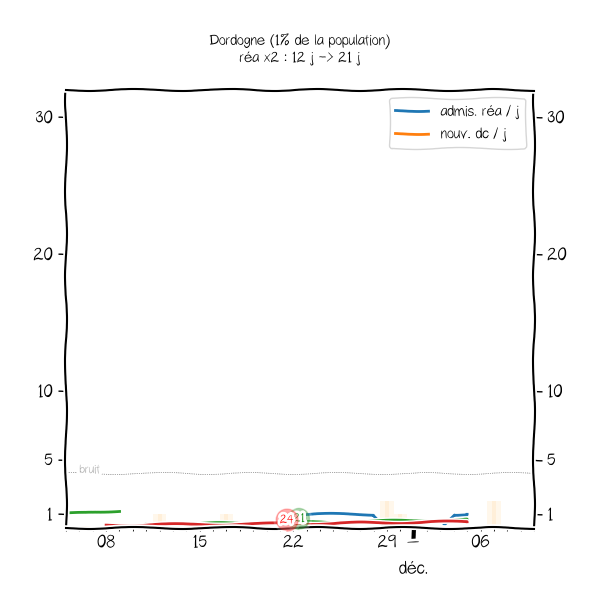 Dordogne (1% de la population)
réa x2 : 12 j -> 21 j
admis. réa / j
nouv. dc / j
30
30
20
20
10
10
5
5
bruit
1
1
24
21
08
15
22
29
06
déc.